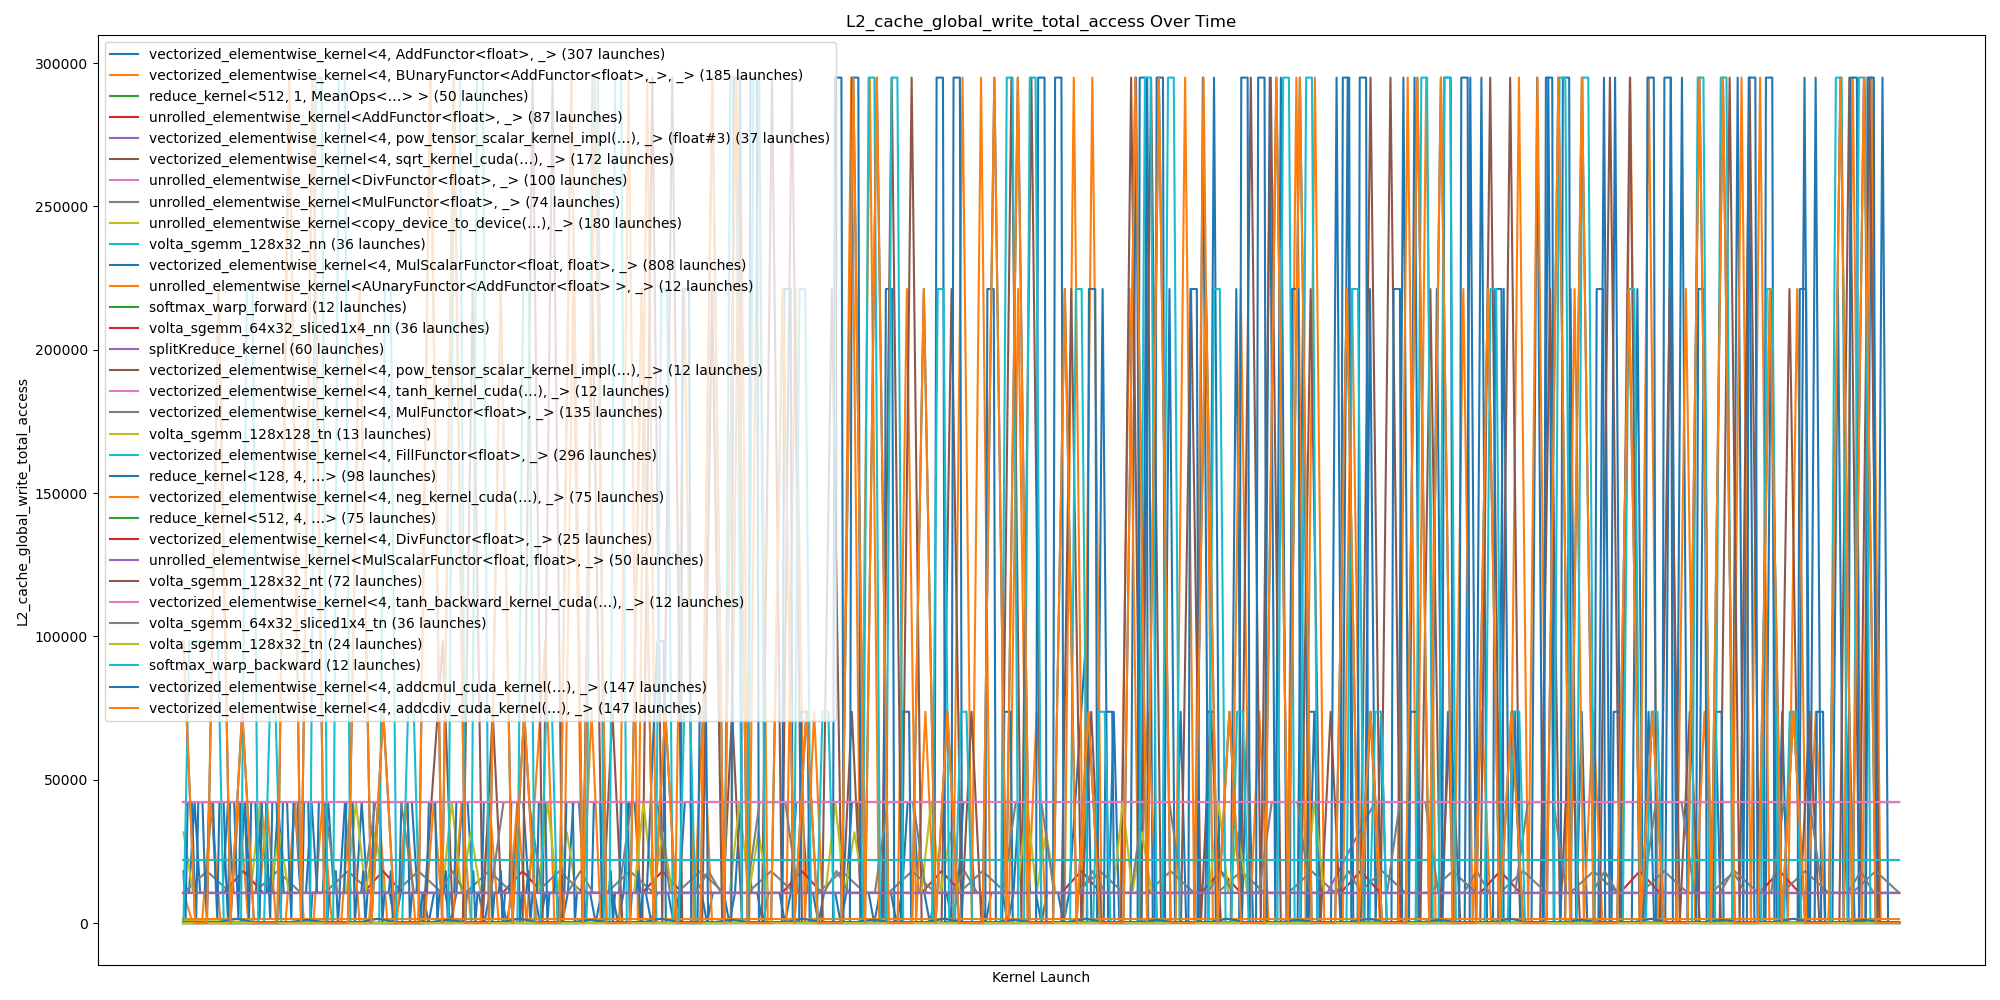 L2_cache_global_write_total_access Over Time
vectorized_elementwise_kernel<4, AddFunctor<float>, _> (307 launches)
vectorized_elementwise_kernel<4, BUnaryFunctor<AddFunctor<float>,_>, _> (185 launches)
reduce_kernel<512, 1, MeanOps<...> > (50 launches)
unrolled_elementwise_kernel<AddFunctor<float>, _> (87 launches)
vectorized_elementwise_kernel<4, pow_tensor_scalar_kernel_impl(...), _> (float#3) (37 launches)
vectorized_elementwise_kernel<4, sqrt_kernel_cuda(...), _> (172 launches)
unrolled_elementwise_kernel<DivFunctor<float>, _> (100 launches)
unrolled_elementwise_kernel<MulFunctor<float>, _> (74 launches)
unrolled_elementwise_kernel<copy_device_to_device(...), _> (180 launches)
volta_sgemm_128x32_nn (36 launches)
vectorized_elementwise_kernel<4, MulScalarFunctor<float, float>, _> (808 launches)
unrolled_elementwise_kernel<AUnaryFunctor<AddFunctor<float> >, _> (12 launches)
softmax_warp_forward (12 launches)
volta_sgemm_64x32_sliced1x4_nn (36 launches)
splitKreduce_kernel (60 launches)
vectorized_elementwise_kernel<4, pow_tensor_scalar_kernel_impl(...), _> (12 launches)
vectorized_elementwise_kernel<4, tanh_kernel_cuda(...), _> (12 launches)
vectorized_elementwise_kernel<4, MulFunctor<float>, _> (135 launches)
volta_sgemm_128x128_tn (13 launches)
vectorized_elementwise_kernel<4, FillFunctor<float>, _> (296 launches)
reduce_kernel<128, 4, ...> (98 launches)
vectorized_elementwise_kernel<4, neg_kernel_cuda(...), _> (75 launches)
reduce_kernel<512, 4, ...> (75 launches)
vectorized_elementwise_kernel<4, DivFunctor<float>, _> (25 launches)
unrolled_elementwise_kernel<MulScalarFunctor<float, float>, _> (50 launches)
volta_sgemm_128x32_nt (72 launches)
vectorized_elementwise_kernel<4, tanh_backward_kernel_cuda(...), _> (12 launches)
volta_sgemm_64x32_sliced1x4_tn (36 launches)
volta_sgemm_128x32_tn (24 launches)
softmax_warp_backward (12 launches)
vectorized_elementwise_kernel<4, addcmul_cuda_kernel(...), _> (147 launches)
vectorized_elementwise_kernel<4, addcdiv_cuda_kernel(...), _> (147 launches)
300000
250000
200000
150000
100000
50000
0
L2_cache_global_write_total_access
Kernel Launch